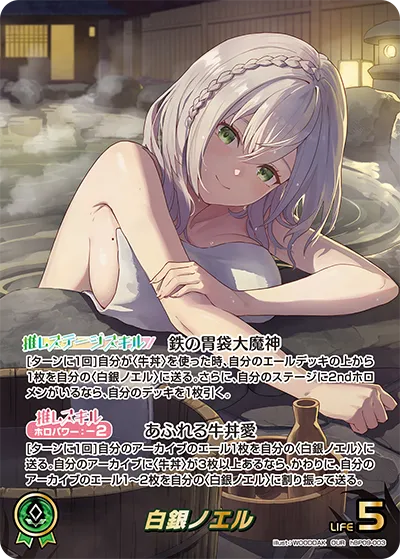 推しステージスキル 鉄の胃袋大魔神
[ターンに1回]自分が〈牛丼〉を使った時、自分のエールデッキの上から
1枚を自分の〈白銀ノエル〉に送る。さらに、自分のステージに2ndホロ
メンがいるなら、自分のデッキを1枚引く。
推しスキル
ホロパワー:-2 あふれる牛丼愛
[ターンに1回]自分のアーカイブのエール1枚を自分の〈白銀ノエル〉に
送る。自分のアーカイブに〈牛丼〉が3枚以上あるなら、かわりに、自分の
アーカイブのエール1~2枚を自分の〈白銀ノエル〉に割り振って送る。
白銀ノエル
LIFE 5
illust:WOODDAK OUR hBP09-003